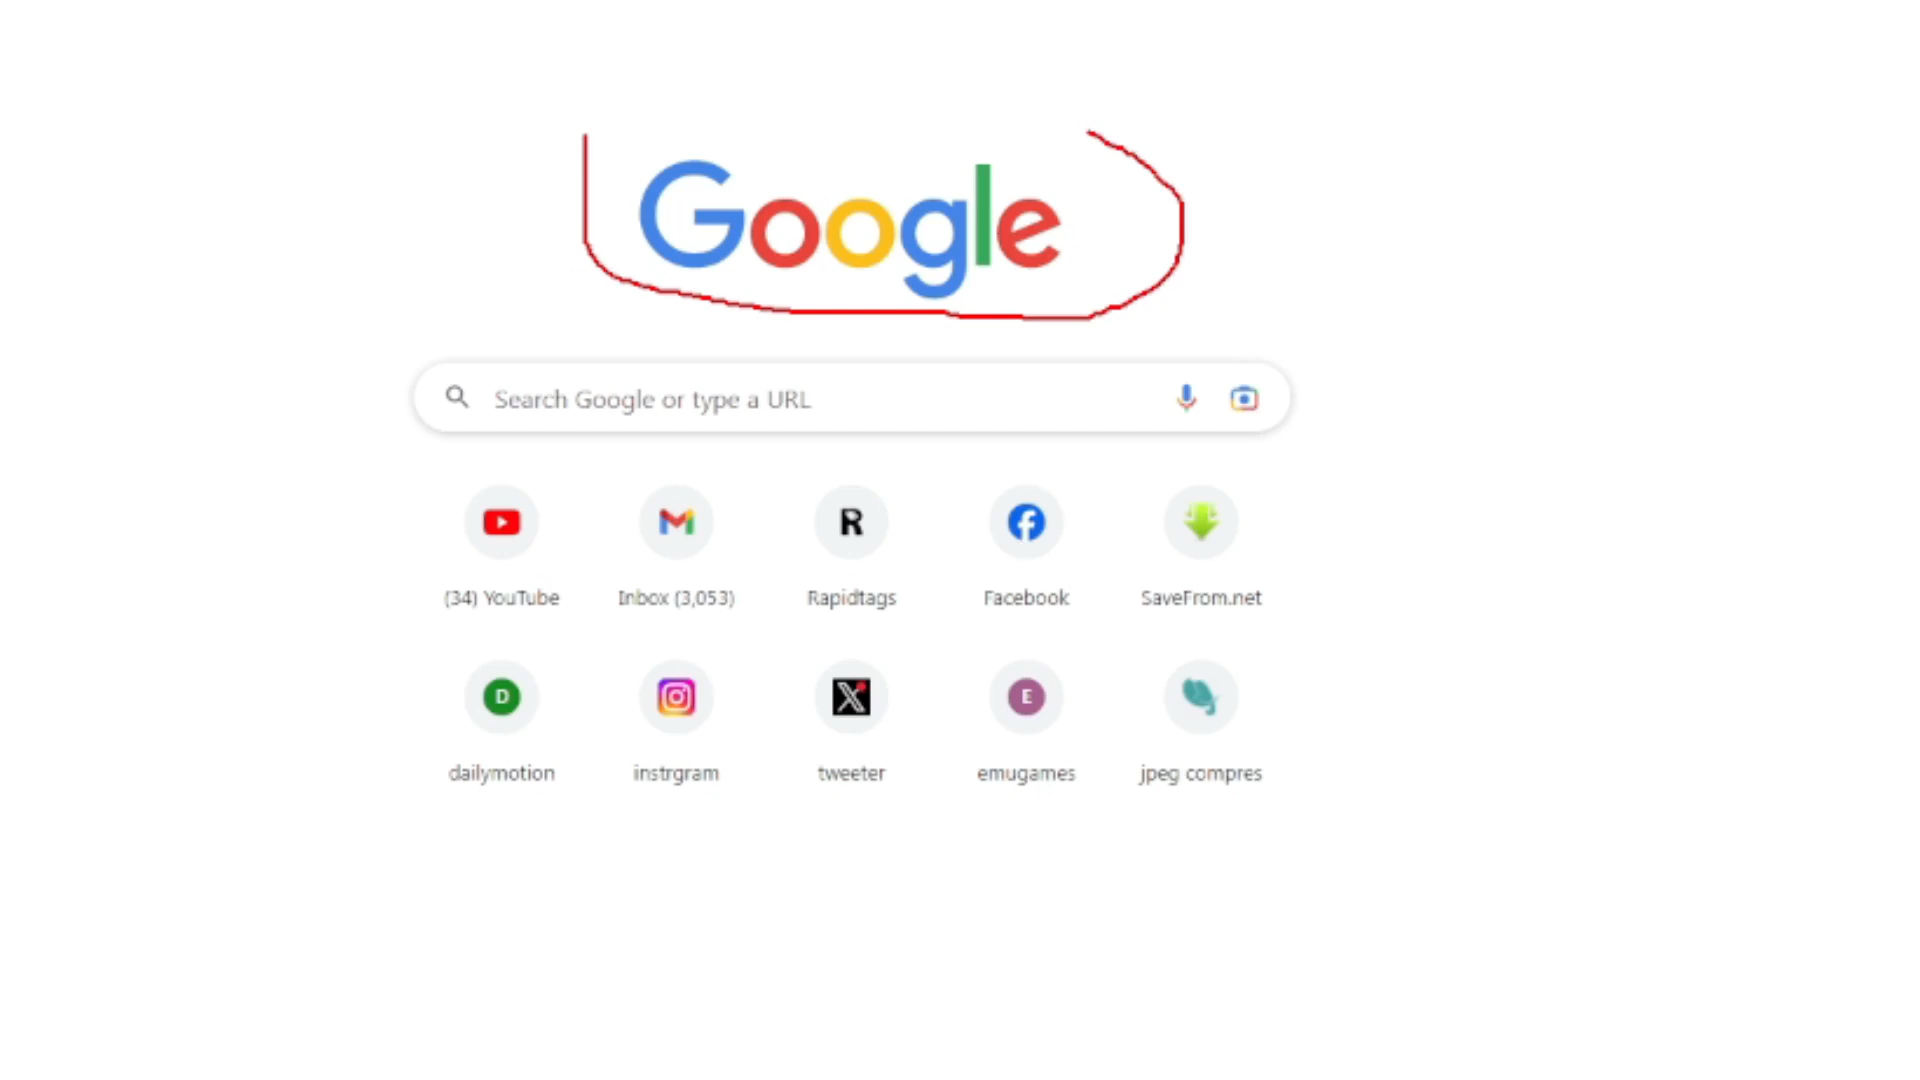 Google
Search Google or type a URL
R
(34) YouTube Inbox (3,053) Rapidtags Facebook SaveFrom.net
D E
dailymotion instrgram tweeter emugames jpeg compres